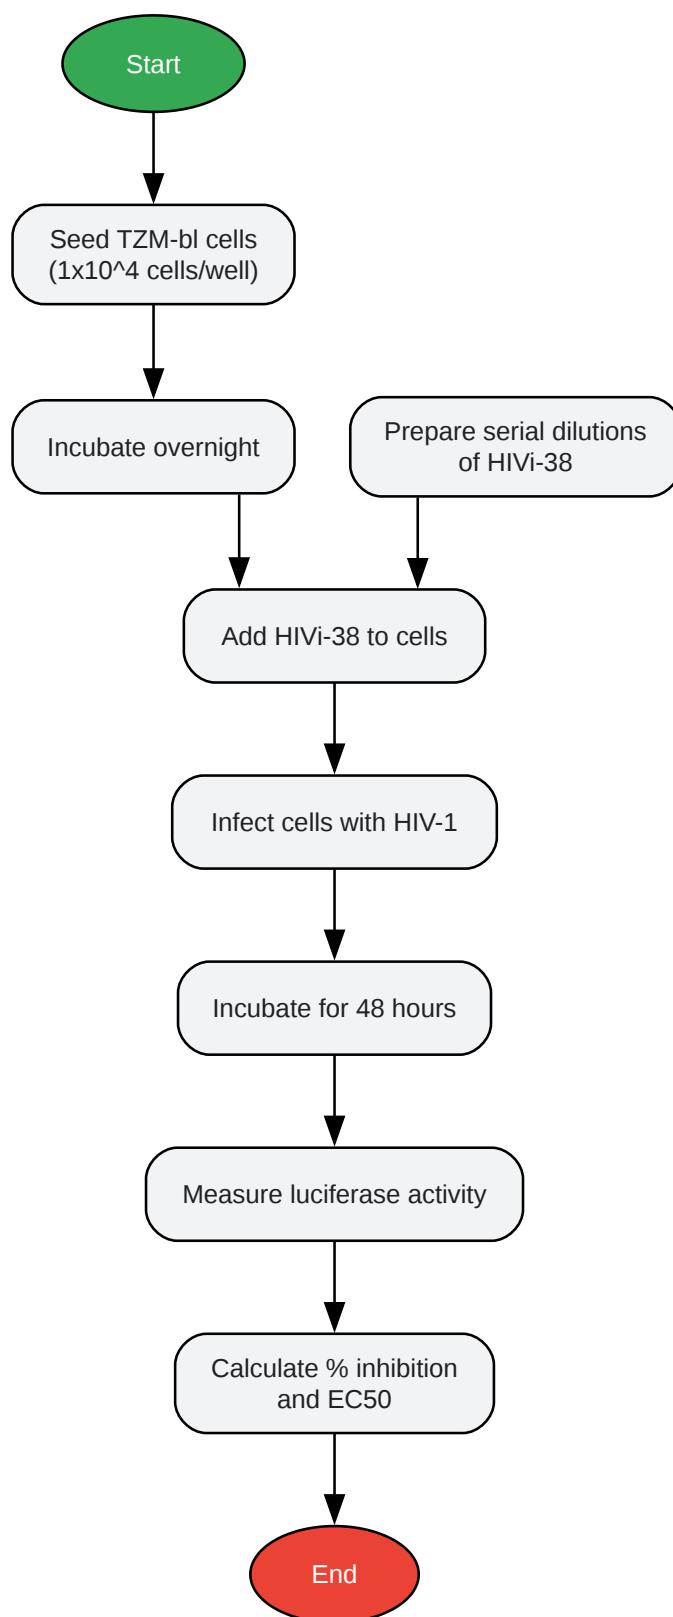 Start
Seed TZM-bl cells
(1x10^4 cells/well)
Incubate overnight
Prepare serial dilutions
of HIVi-38
Add HIVi-38 to cells
Infect cells with HIV-1
Incubate for 48 hours
Measure luciferase activity
Calculate % inhibition
and EC50
End